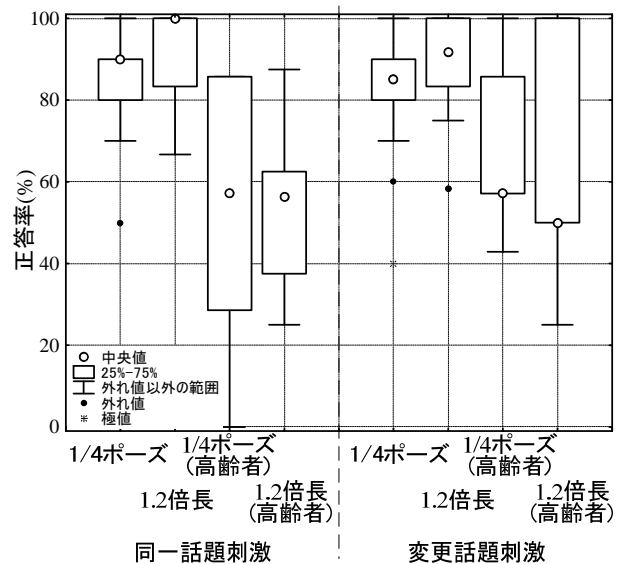 正答率(%)
100
80
60
40
20
0
中央値
25%-75%
外れ値以外の範囲
外れ値
極値
1/4ポーズ
1.2倍長
1/4ポーズ
(高齢者)
1.2倍長
(高齢者)
同一話題刺激
1/4ポーズ
1.2倍長
1/4ポーズ
(高齢者)
1.2倍長
(高齢者)
変更話題刺激